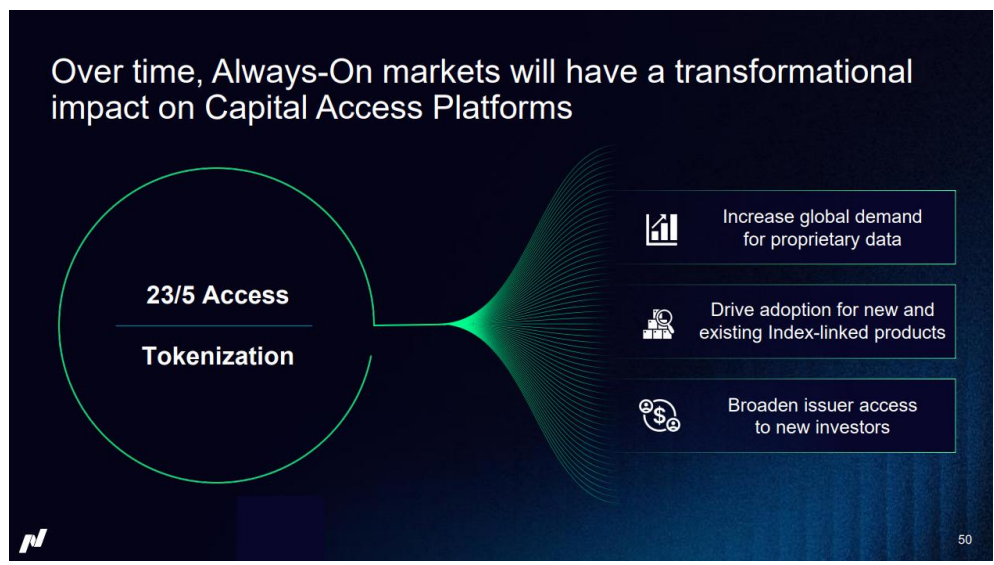 Over time, Always-On markets will have a transformational
impact on Capital Access Platforms
23/5 Access
Tokenization
Increase global demand
for proprietary data
Drive adoption for new and
existing Index-linked products
$
Broaden issuer access
to new investors
50